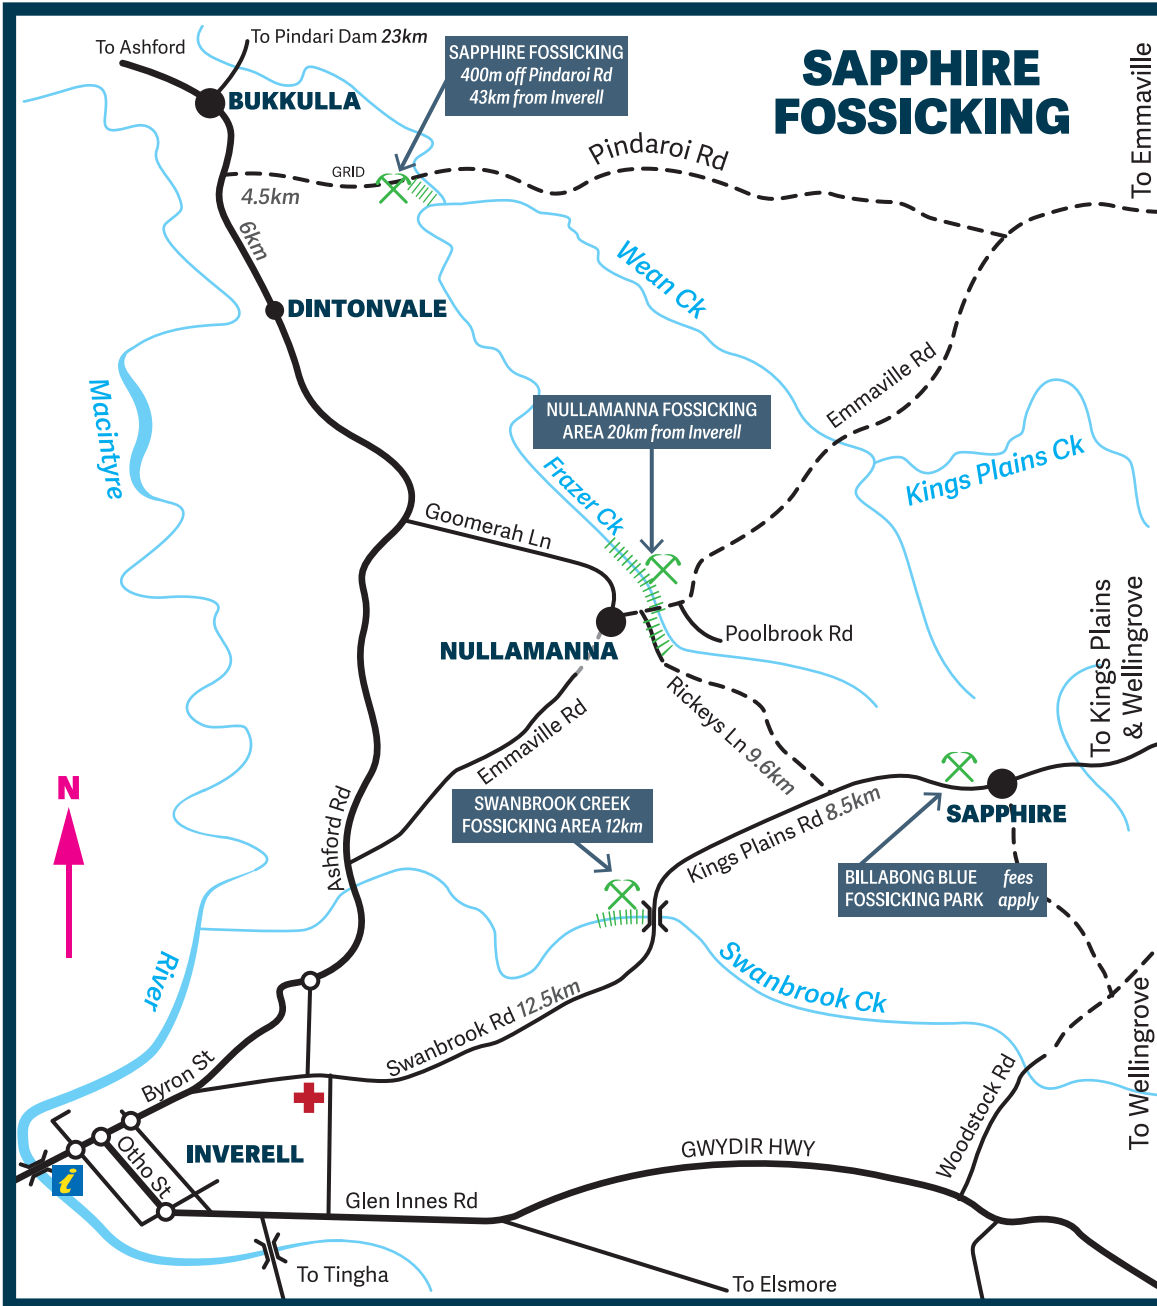 SAPPHIRE
FOSSICKING
To Ashford
To Pindari Dam 23km
BUKKULLA
SAPPHIRE FOSSICKING
400m off Pindaroi Rd
43km from Inverell
To Emmaville
Pindaroi Rd
GRID
4.5km
6km
Wean Ck
DINTONVALE
Emmaville Rd
Macintyre
NULLAMANNA FOSSICKING
AREA 20km from Inverell
Kings Plains Ck
Frazer Ck
Goomerah Ln
NULLAMANNA
Poolbrook Rd
To Kings Plains
& Wellingrove
Rickeys Ln 9.6km
Emmaville Rd
N
SWANBROOK CREEK
FOSSICKING AREA 12km
Kings Plains Rd 8.5km
SAPPHIRE
Ashford Rd
BILLABONG BLUE fees
FOSSICKING PARK apply
River
Swanbrook Ck
Swanbrook Rd 12.5km
To Wellingrove
Byron St
Woodstock Rd
INVERELL
Otho St
i
GWYDIR HWY
Glen Innes Rd
To Tingha
To Elsmore